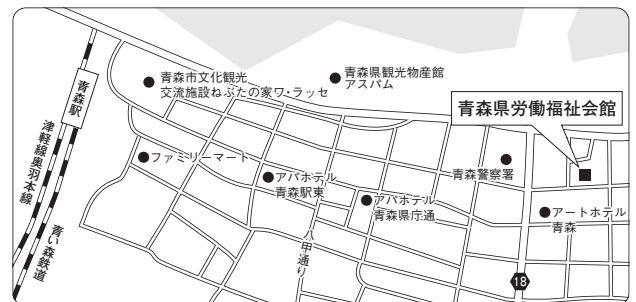 青森市文化観光
交流施設ねぶたの家ワ・ラッセ
青森県観光物産館
アスパム
青森県労働福祉会館
青森駅
津軽線奥羽本線
青い森鉄道
ファミリーマート
アパホテル
青森駅東
アパホテル
青森県庁通
青森警察署
アートホテル
青森
八甲通り
18